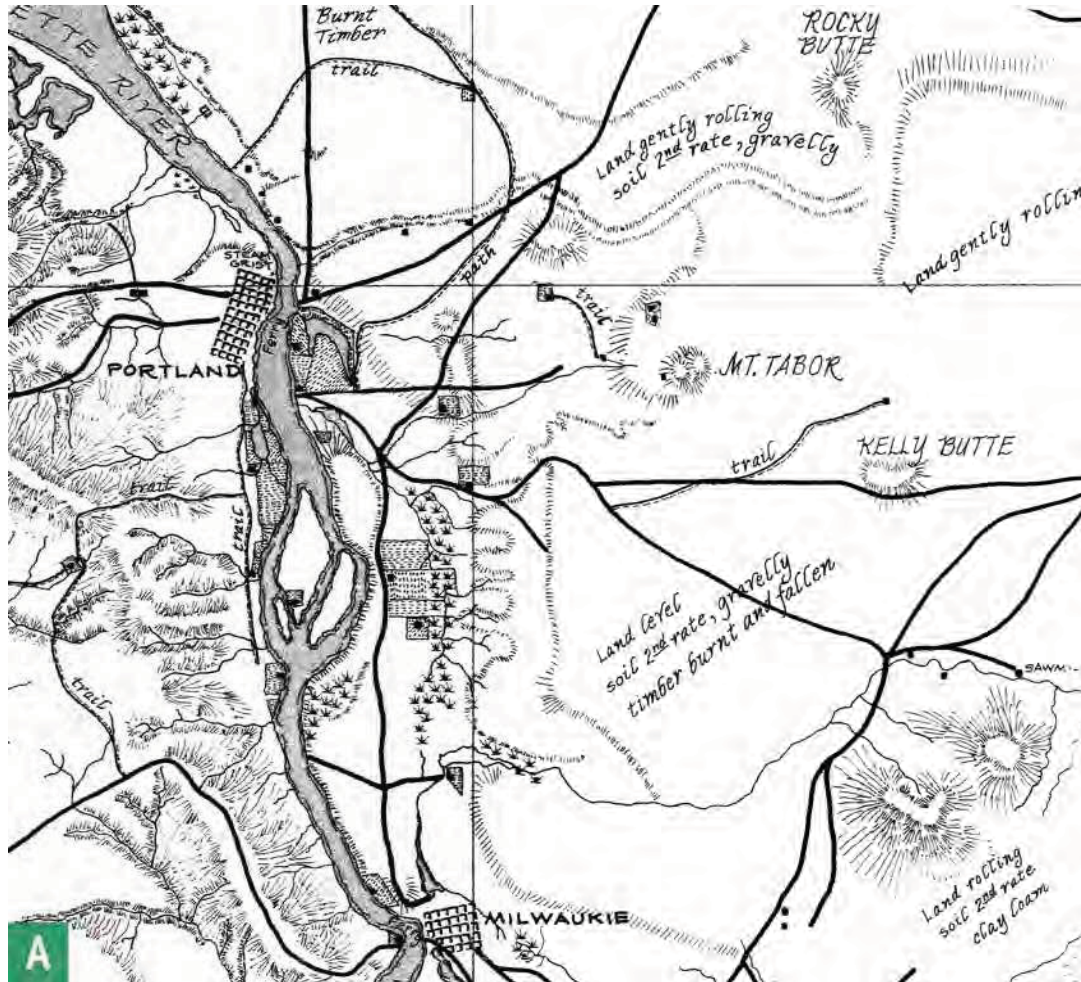 ETTE RIVER
Burnt
Timber
trail
ROCKY
BUTTE
Land gently rolling
soil 2nd rate, gravelly
Land gently rolling
STEAM
GRIST
path
Ferry
trail
PORTLAND
MT. TABOR
KELLY BUTTE
trail
trail
trail
Land level
soil 2nd rate, gravelly
timber burnt and fallen
SAWM
trail
Land rolling
soil 2nd rate
clay loam
MILWAUKIE
A